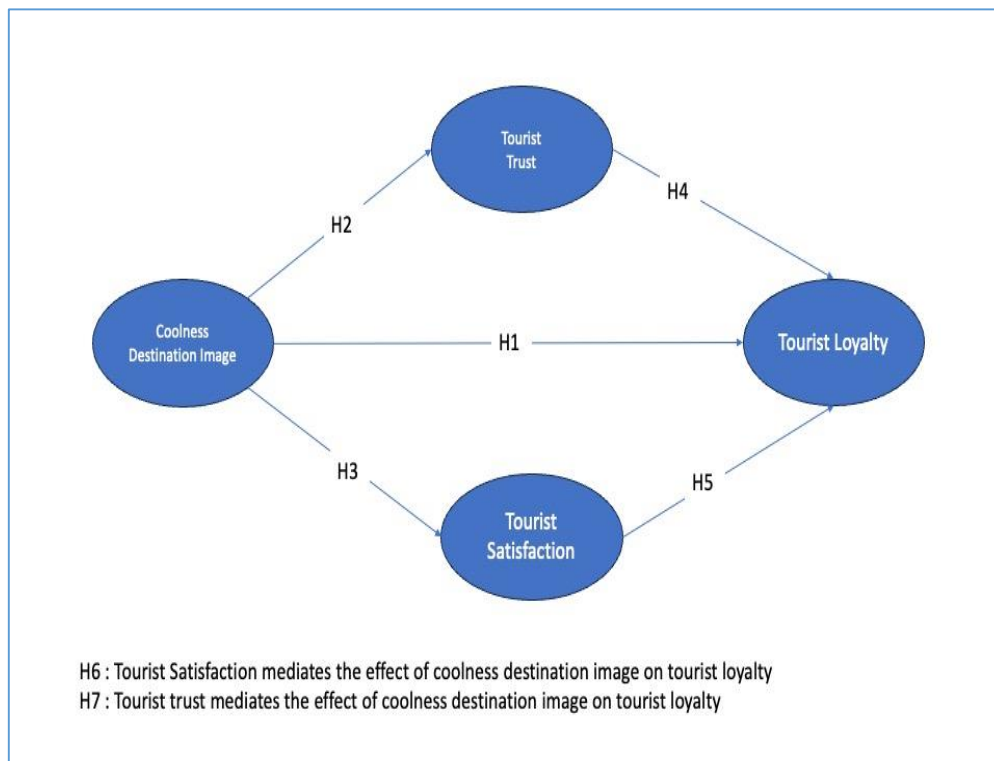 Tourist
Trust
H4
H2
Coolness
Destination Image
H1
Tourist Loyalty
H3
H5
Tourist
Satisfaction
H6 : Tourist Satisfaction mediates the effect of coolness destination image on tourist loyalty
H7 : Tourist trust mediates the effect of coolness destination image on tourist loyalty